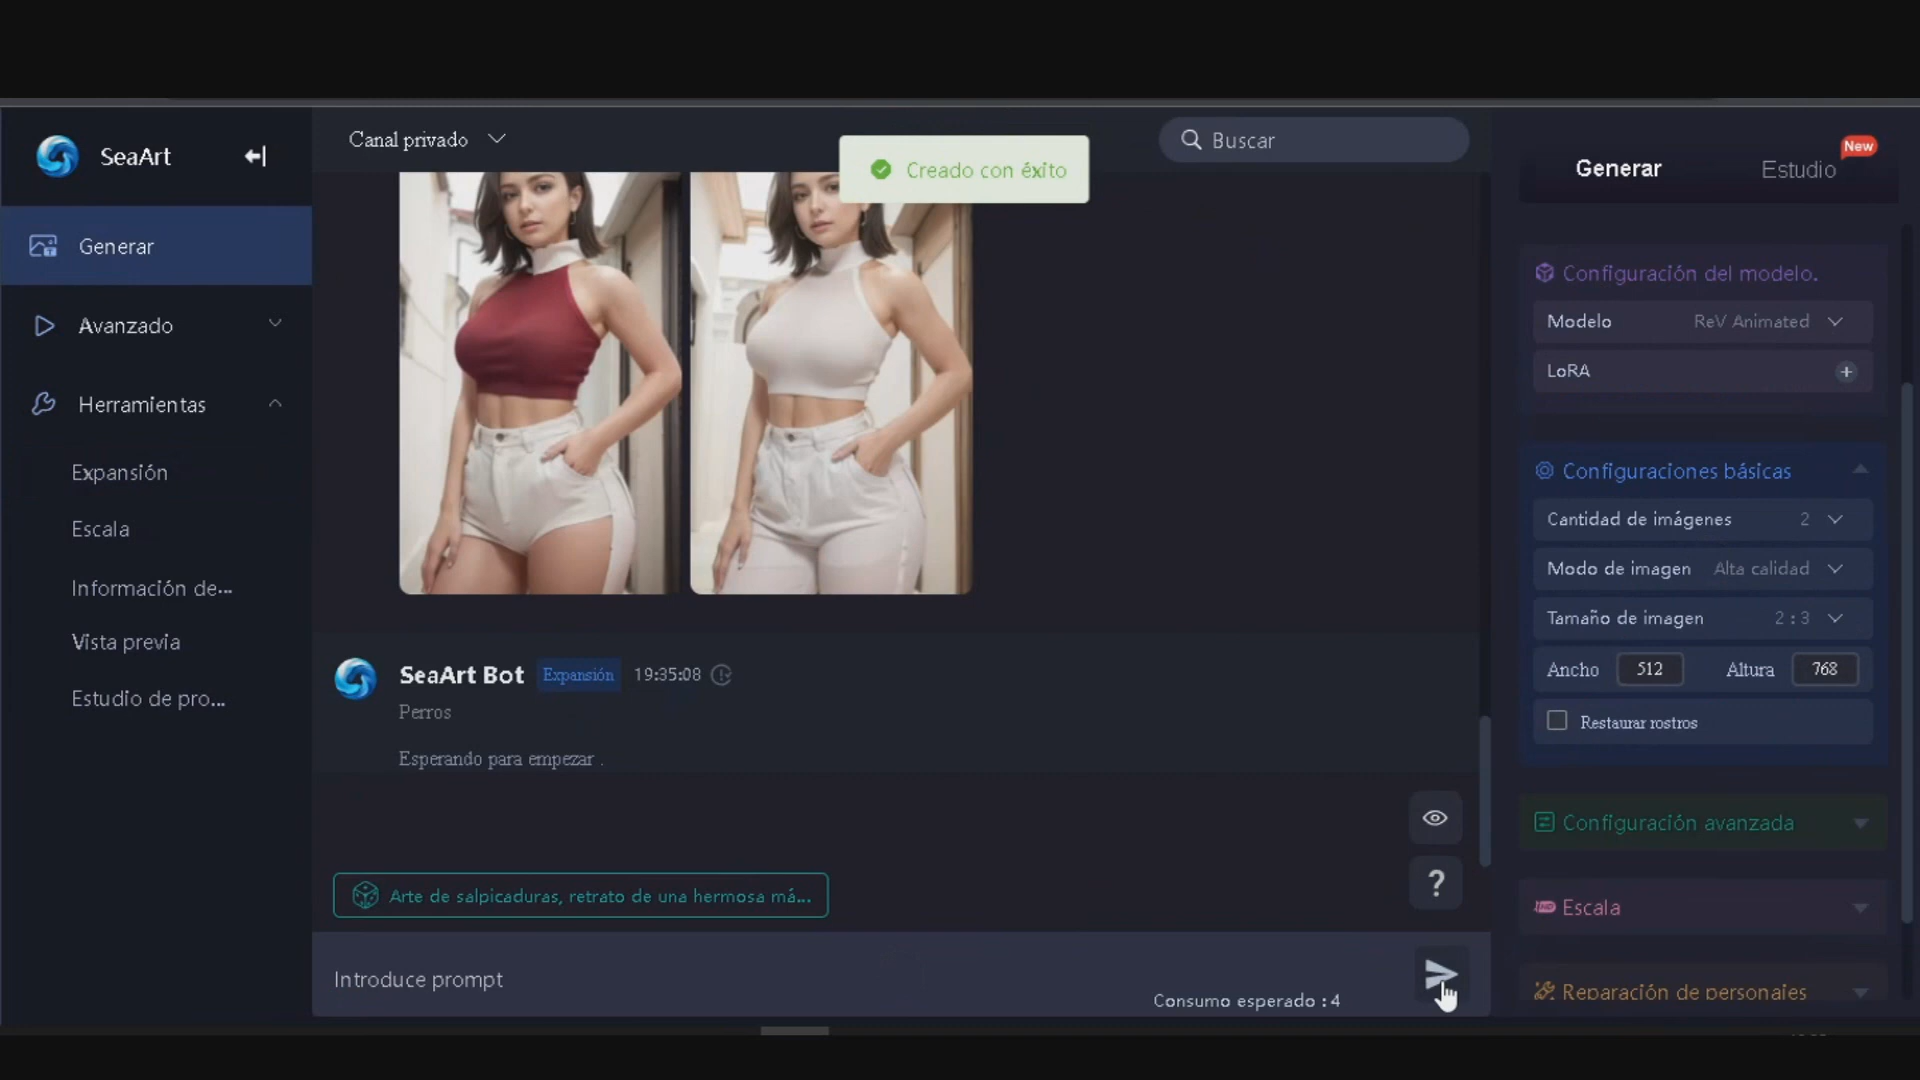 SeaArt
Generar
Avanzado
Herramientas
Expansión
Escala
Información de...
Vista previa
Estudio de pro...
Canal privado
Creado con éxito
Buscar
SeaArt Bot Expansión 19:35:08
Perros
Esperando para empezar .
Arte de salpicaduras, retrato de una hermosa má...
?
Introduce prompt
Consumo esperado : 4
Generar
Estudio
New
Configuración del modelo.
Modelo ReV Animated
LoRA +
Configuraciones básicas
Cantidad de imágenes 2
Modo de imagen Alta calidad
Tamaño de imagen 2 : 3
Ancho 512 Altura 768
Restaurar rostros
Configuración avanzada
Escala
Reparación de personajes